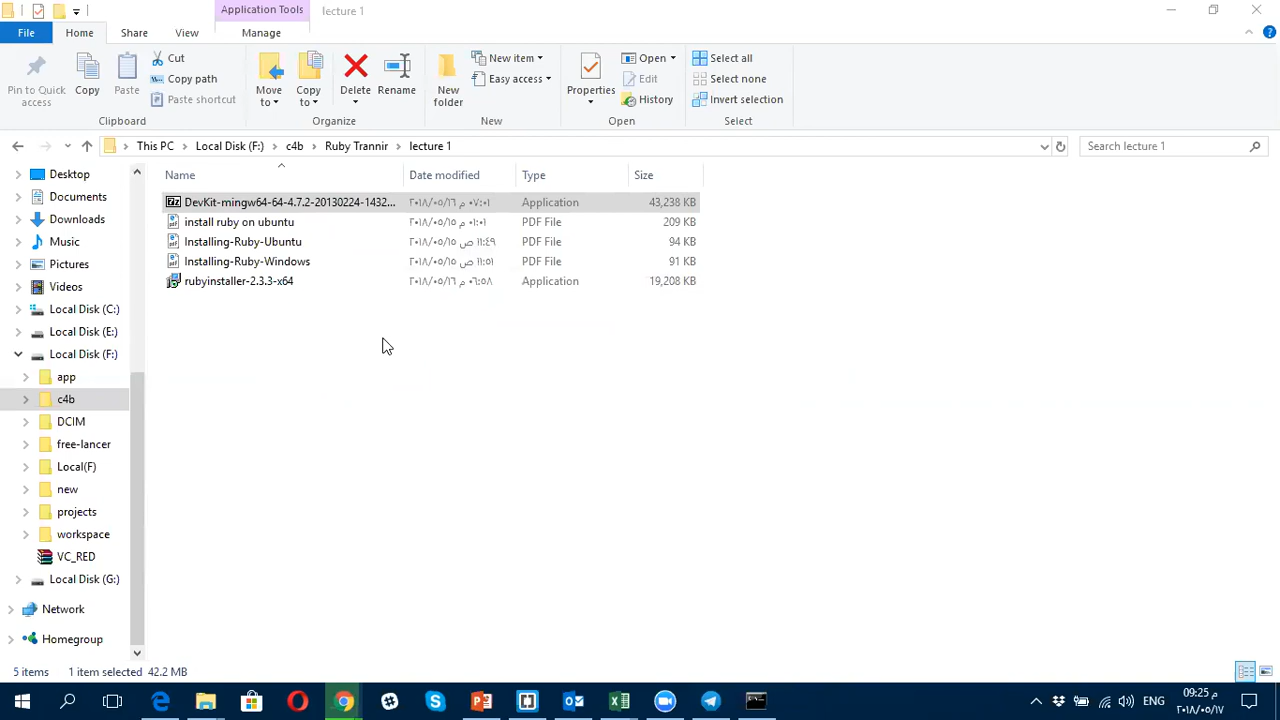 Application Tools
lecture 1
File
Home
Share
View
Manage
Pin to Quick access
Copy
Paste
Cut
Copy path
Paste shortcut
Clipboard
Move to
Copy to
Delete
Rename
Organize
New folder
New item
Easy access
New
Properties
Open
Edit
History
Open
Select all
Select none
Invert selection
Select
This PC
Local Disk (F:)
c4b
Ruby Trannir
lecture 1
Search lecture 1
Name
Date modified
Type
Size
DevKit-mingw64-64-4.7.2-20130224-1432...
٢٠١٨/٠٥/١٦ ٠٧:٠١ م
Application
43,238 KB
install ruby on ubuntu
٢٠١٨/٠٥/١٥ ٠١:٠١ م
PDF File
209 KB
Installing-Ruby-Ubuntu
٢٠١٨/٠٥/١٥ ١١:٤٩ ص
PDF File
94 KB
Installing-Ruby-Windows
٢٠١٨/٠٥/١٥ ١١:٥١ ص
PDF File
91 KB
rubyinstaller-2.3.3-x64
٢٠١٨/٠٥/١٦ ٠٦:٥٨ م
Application
19,208 KB
Desktop
Documents
Downloads
Music
Pictures
Videos
Local Disk (C:)
Local Disk (E:)
Local Disk (F:)
app
c4b
DCIM
free-lancer
Local(F)
new
projects
workspace
VC_RED
Local Disk (G:)
Network
Homegroup
5 items
1 item selected 42.2 MB
ENG
09:25 م
٢٠١٨/٠٥/١٧